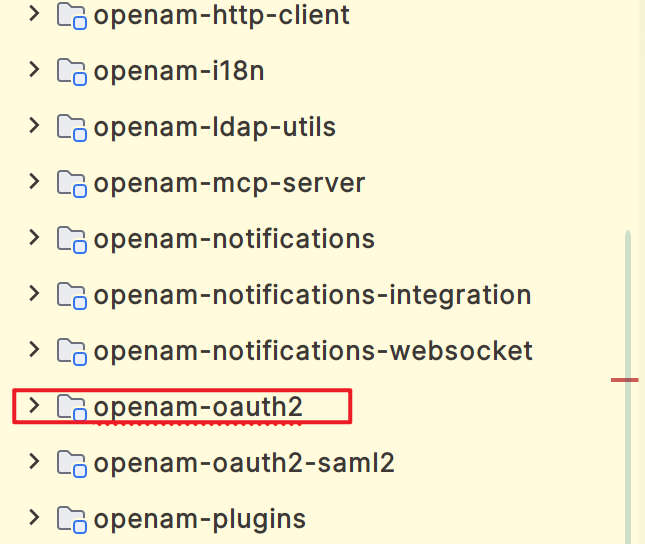 openam-http-client
openam-i18n
openam-ldap-utils
openam-mcp-server
openam-notifications
openam-notifications-integration
openam-notifications-websocket
openam-oauth2
openam-oauth2-saml2
openam-plugins